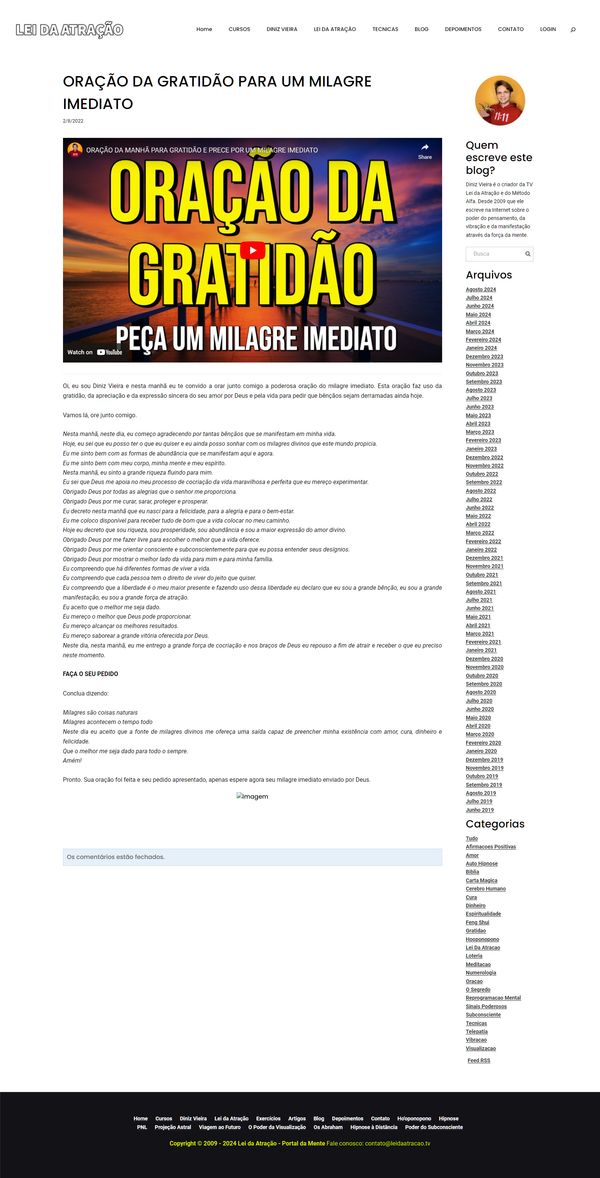 LEI DA ATRAÇÃO
Home CURSOS DINIZ VIEIRA LEI DA ATRAÇÃO TECNICAS BLOG DEPOIMENTOS CONTATO LOGIN
ORAÇÃO DA GRATIDÃO PARA UM MILAGRE
IMEDIATO
2/8/2022
ORAÇÃO DA MANHÃ PARA GRATIDÃO E PRECE POR UM MILAGRE IMEDIATO
Share
ORAÇÃO DA
GRATIDÃO
PEÇA UM MILAGRE IMEDIATO
Watch on YouTube
Oi, eu sou Diniz Vieira e nesta manhã eu te convido a orar junto comigo a poderosa oração do milagre imediato. Esta oração faz uso da
gratidão, da apreciação e da expressão sincera do seu amor por Deus e pela vida para pedir que bênçãos sejam derramadas ainda hoje.
Vamos lá, ore junto comigo.
Nesta manhã, neste dia, eu começo agradecendo por tantas bênçãos que se manifestam em minha vida.
Hoje, eu sei que eu posso ter o que eu quiser e eu ainda posso sonhar com os milagres divinos que este mundo propicia.
Eu me sinto bem com as formas de abundância que se manifestam aqui e agora.
Eu me sinto bem com meu corpo, minha mente e meu espírito.
Nesta manhã, eu sinto a grande riqueza fluindo para mim.
Eu sei que Deus me apoia no meu processo de cocriação da vida maravilhosa e perfeita que eu mereço experimentar.
Obrigado Deus por todas as alegrias que o senhor me proporciona.
Obrigado Deus por me curar, sarar, proteger e prosperar.
Eu decreto nesta manhã que eu nasci para a felicidade, para a alegria e para o bem-estar.
Eu me coloco disponível para receber tudo de bom que a vida colocar no meu caminho.
Hoje eu decreto que sou riqueza, sou prosperidade, sou abundância e sou a maior expressão do amor divino.
Obrigado Deus por me fazer livre para escolher o melhor que a vida oferece.
Obrigado Deus por me orientar consciente e subconscientemente para que eu possa entender seus desígnios.
Obrigado Deus por mostrar o melhor lado da vida para mim e para minha família.
Eu compreendo que há diferentes formas de viver a vida.
Eu compreendo que cada pessoa tem o direito de viver do jeito que quiser.
Eu compreendo que a liberdade é o meu maior presente e fazendo uso dessa liberdade eu declaro que eu sou a grande bênção, eu sou a grande
manifestação, eu sou a grande força de atração.
Eu aceito que o melhor me seja dado.
Eu mereço o melhor que Deus pode proporcionar.
Eu mereço alcançar os melhores resultados.
Eu mereço saborear a grande vitória oferecida por Deus.
Neste dia, nesta manhã, eu me entrego a grande força de cocriação e nos braços de Deus eu repouso a fim de atrair e receber o que eu preciso
neste momento.
FAÇA O SEU PEDIDO
Conclua dizendo:
Milagres são coisas naturais
Milagres acontecem o tempo todo
Neste dia eu aceito que a fonte de milagres divinos me ofereça uma saída capaz de preencher minha existência com amor, cura, dinheiro e
felicidade.
Que o melhor me seja dado para todo o sempre.
Amém!
Pronto. Sua oração foi feita e seu pedido apresentado, apenas espere agora seu milagre imediato enviado por Deus.
Imagem
Os comentários estão fechados.
11:11
Quem
escreve este
blog?
Diniz Vieira é o criador da TV
Lei da Atração e do Método
Alfa. Desde 2009 que ele
escreve na Internet sobre o
poder do pensamento, da
vibração e da manifestação
através da força da mente.
Busca
Arquivos
Agosto 2024
Julho 2024
Junho 2024
Maio 2024
Abril 2024
Março 2024
Fevereiro 2024
Janeiro 2024
Dezembro 2023
Novembro 2023
Outubro 2023
Setembro 2023
Agosto 2023
Julho 2023
Junho 2023
Maio 2023
Abril 2023
Março 2023
Fevereiro 2023
Janeiro 2023
Dezembro 2022
Novembro 2022
Outubro 2022
Setembro 2022
Agosto 2022
Julho 2022
Junho 2022
Maio 2022
Abril 2022
Março 2022
Fevereiro 2022
Janeiro 2022
Dezembro 2021
Novembro 2021
Outubro 2021
Setembro 2021
Agosto 2021
Julho 2021
Junho 2021
Maio 2021
Abril 2021
Março 2021
Fevereiro 2021
Janeiro 2021
Dezembro 2020
Novembro 2020
Outubro 2020
Setembro 2020
Agosto 2020
Julho 2020
Junho 2020
Maio 2020
Abril 2020
Março 2020
Fevereiro 2020
Janeiro 2020
Dezembro 2019
Novembro 2019
Outubro 2019
Setembro 2019
Agosto 2019
Julho 2019
Junho 2019
Categorias
Tudo
Afirmacoes Positivas
Amor
Auto Hipnose
Biblia
Carta Magica
Cerebro Humano
Cura
Dinheiro
Espiritualidade
Feng Shui
Gratidao
Hooponopono
Lei Da Atracao
Loteria
Meditacao
Numerologia
Oracao
O Segredo
Reprogramacao Mental
Sinais Poderosos
Subconsciente
Tecnicas
Telepatia
Vibracao
Visualizacao
Feed RSS
Home Cursos Diniz Vieira Lei da Atração Exercícios Artigos Blog Depoimentos Contato Ho'oponopono Hipnose
PNL Projeção Astral Viagem ao Futuro O Poder da Visualização Os Abraham Hipnose à Distância Poder do Subconsciente
Copyright © 2009 - 2024 Lei da Atração - Portal da Mente Fale conosco: contato@leidaatracao.tv